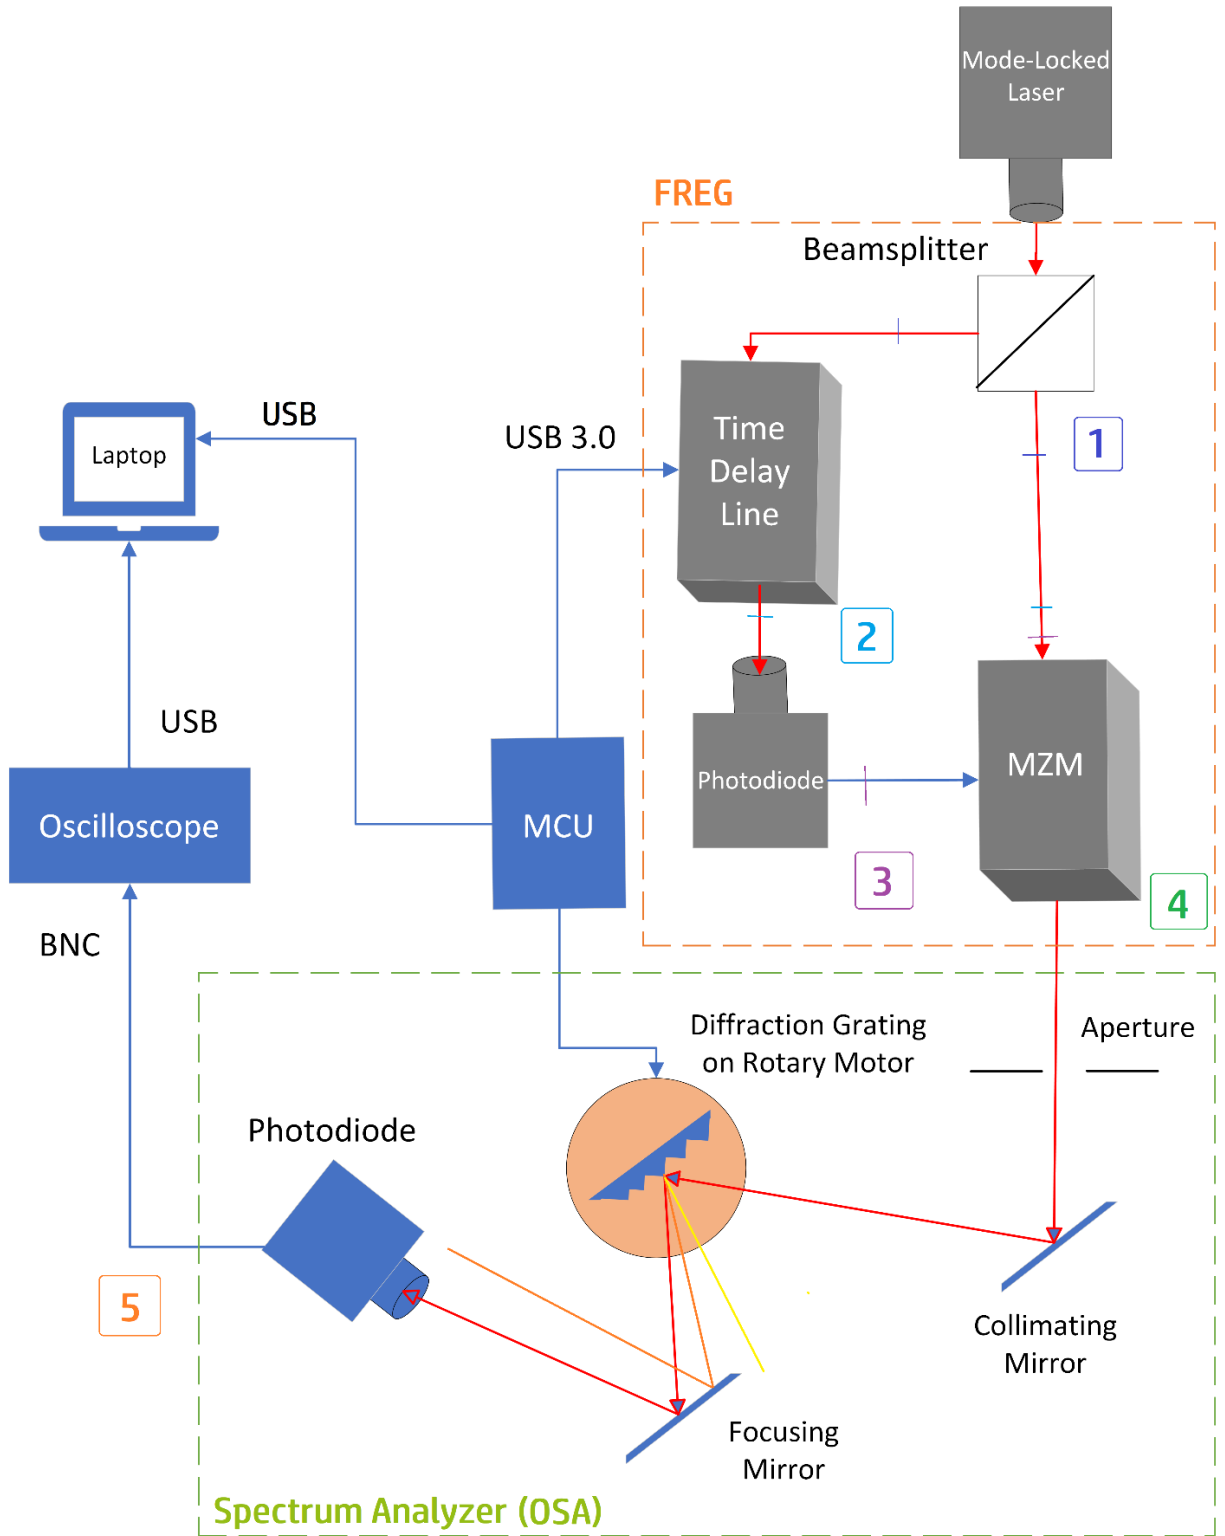 Mode-Locked
Laser
FREG
Beamsplitter
USB
USB 3.0
Laptop
Time
Delay
Line
1
2
USB
Photodiode
MZM
Oscilloscope
MCU
3
4
BNC
Diffraction Grating
on Rotary Motor
Aperture
Photodiode
5
Collimating
Mirror
Focusing
Mirror
Spectrum Analyzer (OSA)